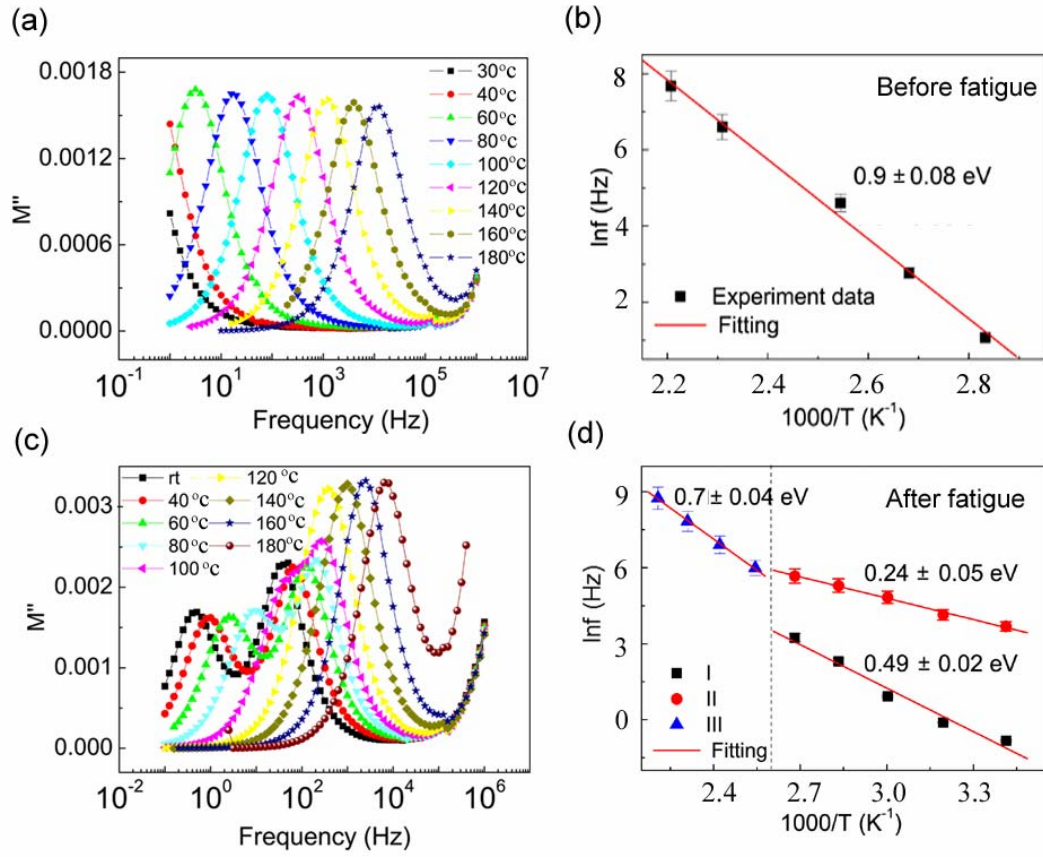 (a)
0.0018
0.0012
0.0006
0.0000
M"
30°c
40°c
60°c
80°c
100°c
120°c
140°c
160°c
180°c
10⁻¹ 10¹ 10³ 10⁵ 10⁷
Frequency (Hz)
(b)
8
6
4
2
lnf (Hz)
Before fatigue
0.9 ± 0.08 eV
Experiment data
Fitting
2.2 2.4 2.6 2.8
1000/T (K⁻¹)
(c)
0.003
0.002
0.001
0.000
M"
rt
40°c
60°c
80°c
100°c
120°c
140°c
160°c
180°c
10⁻² 10⁰ 10² 10⁴ 10⁶
Frequency (Hz)
(d)
9
6
3
0
lnf (Hz)
0.7 ± 0.04 eV
After fatigue
0.24 ± 0.05 eV
0.49 ± 0.02 eV
I
II
III
Fitting
2.4 2.7 3.0 3.3
1000/T (K⁻¹)